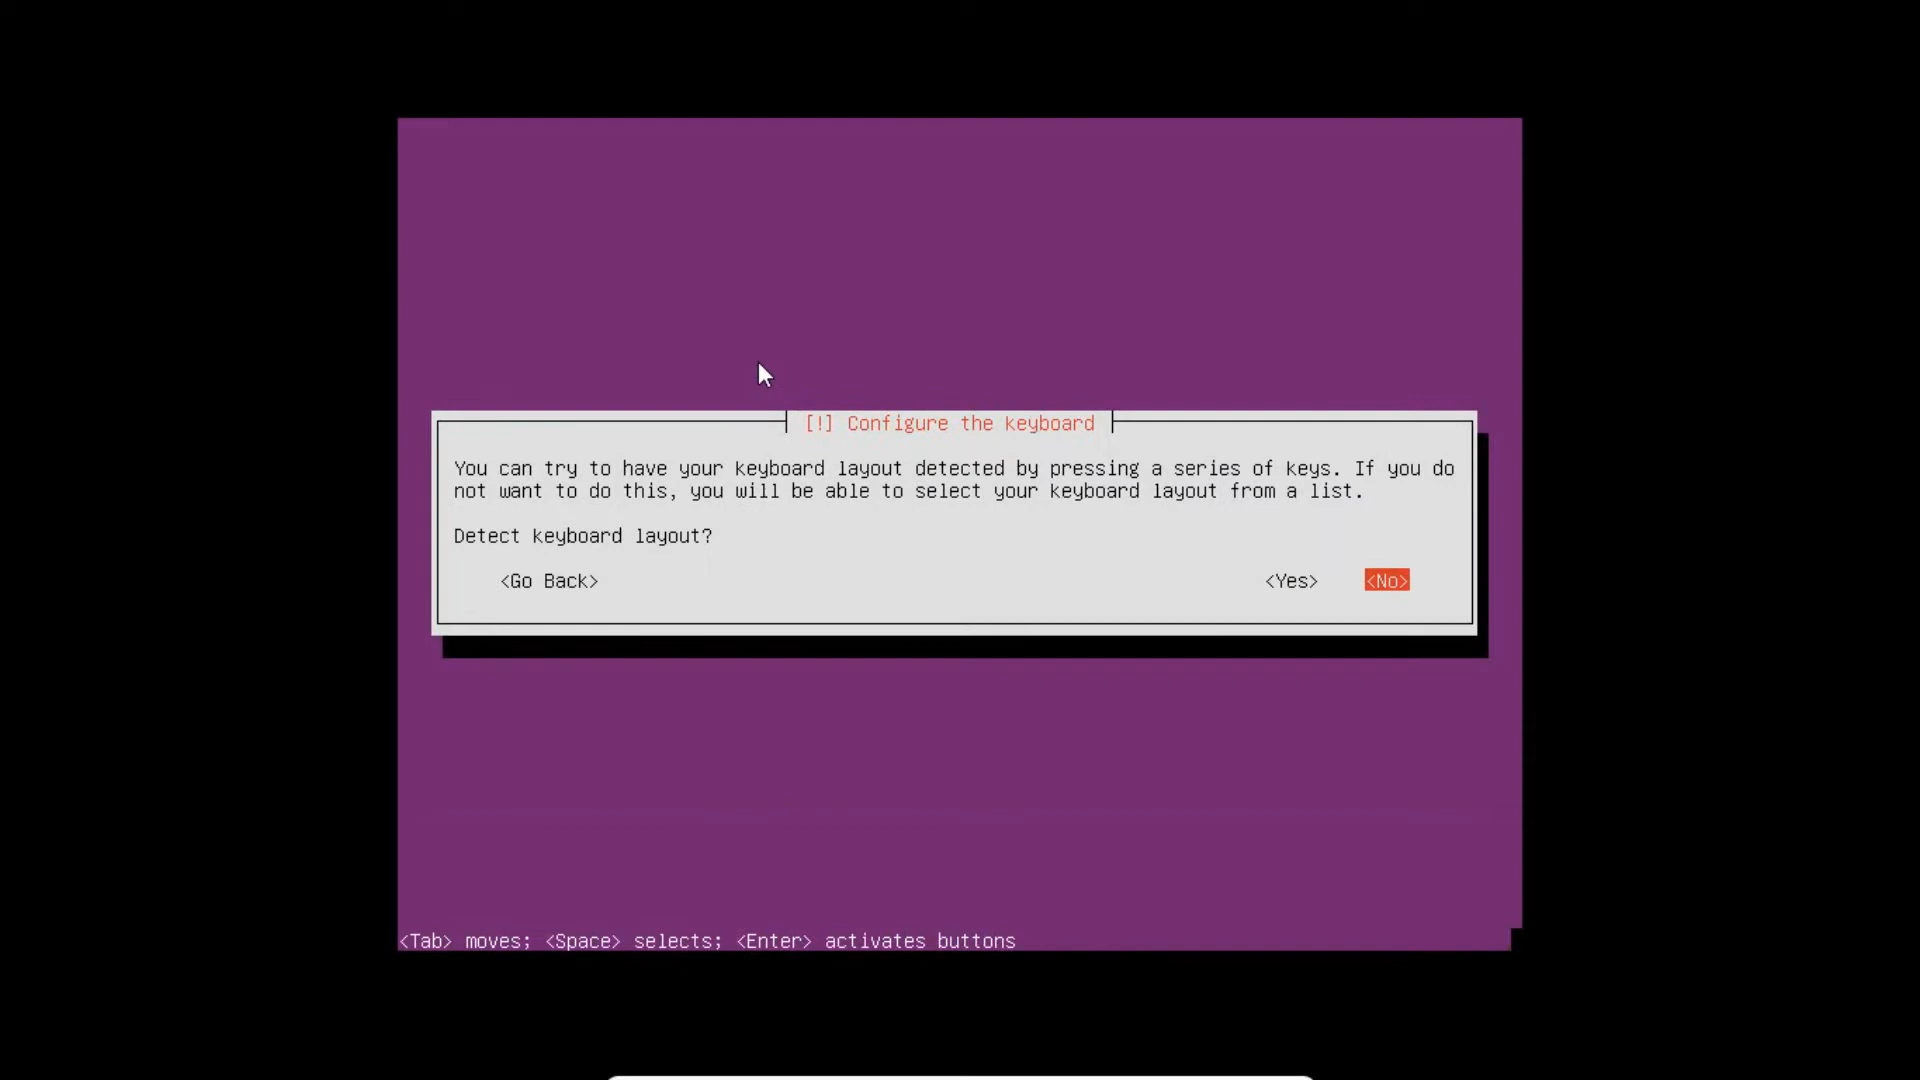 [!] Configure the keyboard
You can try to have your keyboard layout detected by pressing a series of keys. If you do
not want to do this, you will be able to select your keyboard layout from a list.
Detect keyboard layout?
<Go Back> <Yes> <No>
<Tab> moves; <Space> selects; <Enter> activates buttons